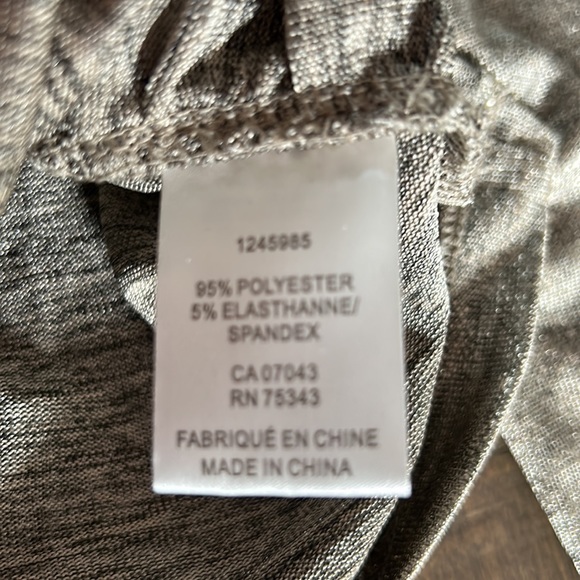 1245985
95% POLYESTER
5% ELASTHANNE/
SPANDEX
CA 07043
RN 75343
FABRIQUÉ EN CHINE
MADE IN CHINA